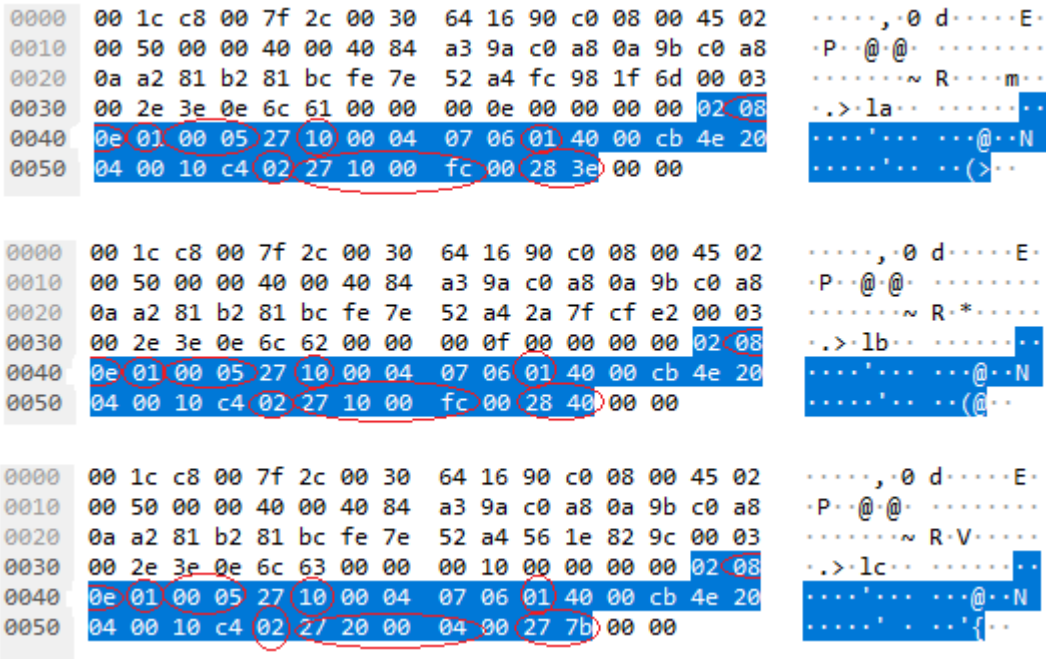 0000 00 1c c8 00 7f 2c 00 30 64 16 90 c0 08 00 45 02 ·····,·0 d·····E·
0010 00 50 00 00 40 00 40 84 a3 9a c0 a8 0a 9b c0 a8 ·P··@·@· ········
0020 0a a2 81 b2 81 bc fe 7e 52 a4 fc 98 1f 6d 00 03 ·······~ R····m··
0030 00 2e 3e 0e 6c 61 00 00 00 0e 00 00 00 00 02 08 ·.>·la·· ········
0040 0e 01 00 05 27 10 00 04 07 06 01 40 00 cb 4e 20 ····'··· ···@··N
0050 04 00 10 c4 02 27 10 00 fc 00 28 3e 00 00 ·····'·· ··(>··
0000 00 1c c8 00 7f 2c 00 30 64 16 90 c0 08 00 45 02 ·····,·0 d·····E·
0010 00 50 00 00 40 00 40 84 a3 9a c0 a8 0a 9b c0 a8 ·P··@·@· ········
0020 0a a2 81 b2 81 bc fe 7e 52 a4 2a 7f cf e2 00 03 ·······~ R·*·····
0030 00 2e 3e 0e 6c 62 00 00 00 0f 00 00 00 00 02 08 ·.>·lb·· ········
0040 0e 01 00 05 27 10 00 04 07 06 01 40 00 cb 4e 20 ····'··· ···@··N
0050 04 00 10 c4 02 27 10 00 fc 00 28 40 00 00 ·····'·· ··(@··
0000 00 1c c8 00 7f 2c 00 30 64 16 90 c0 08 00 45 02 ·····,·0 d·····E·
0010 00 50 00 00 40 00 40 84 a3 9a c0 a8 0a 9b c0 a8 ·P··@·@· ········
0020 0a a2 81 b2 81 bc fe 7e 52 a4 56 1e 82 9c 00 03 ·······~ R·V·····
0030 00 2e 3e 0e 6c 63 00 00 00 10 00 00 00 00 02 08 ·.>·lc·· ········
0040 0e 01 00 05 27 10 00 04 07 06 01 40 00 cb 4e 20 ····'··· ···@··N
0050 04 00 10 c4 02 27 20 00 04 00 27 7b 00 00 ·····' · ··'{··